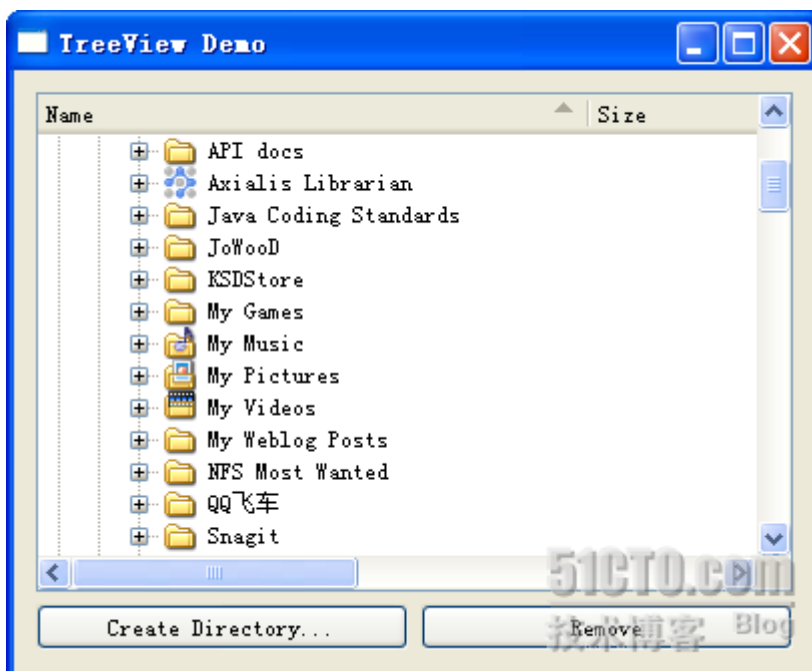 TreeView Demo
Name Size
API docs
Axialis Librarian
Java Coding Standards
JoWooD
KSDStore
My Games
My Music
My Pictures
My Videos
My Weblog Posts
NFS Most Wanted
QQ飞车
Snagit
51CTO.com
Create Directory... Remove
技术博客 Blog